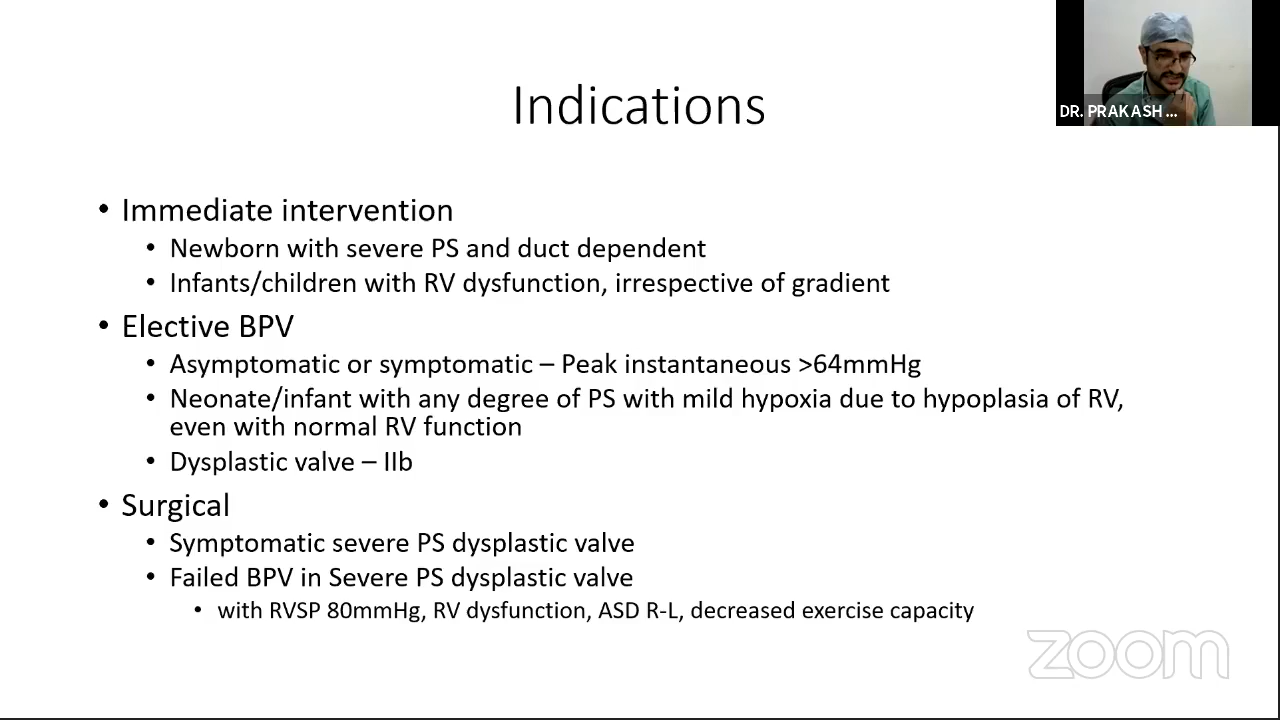 Indications
DR. PRAKASH ...
• Immediate intervention
• Newborn with severe PS and duct dependent
• Infants/children with RV dysfunction, irrespective of gradient
• Elective BPV
• Asymptomatic or symptomatic – Peak instantaneous >64mmHg
• Neonate/infant with any degree of PS with mild hypoxia due to hypoplasia of RV,
even with normal RV function
• Dysplastic valve – IIb
• Surgical
• Symptomatic severe PS dysplastic valve
• Failed BPV in Severe PS dysplastic valve
• with RVSP 80mmHg, RV dysfunction, ASD R-L, decreased exercise capacity
zoom